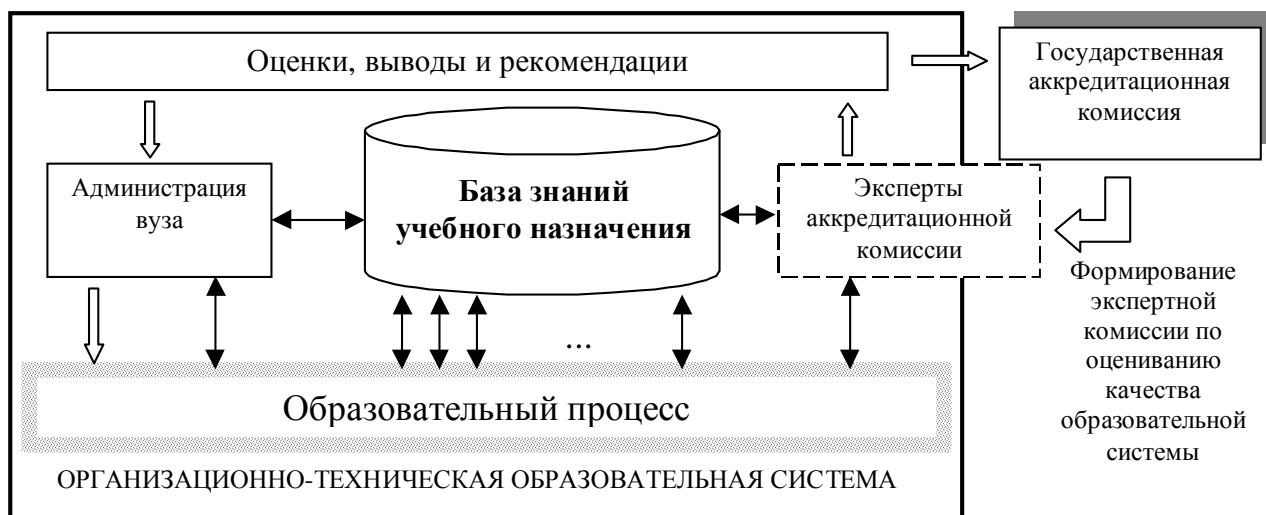 Оценки, выводы и рекомендации
Государственная
аккредитационная
комиссия
Администрация
вуза
База знаний
учебного назначения
Эксперты
аккредитационной
комиссии
Формирование
экспертной
комиссии по
оцениванию
качества
образовательной
системы
...
Образовательный процесс
ОРГАНИЗАЦИОННО-ТЕХНИЧЕСКАЯ ОБРАЗОВАТЕЛЬНАЯ СИСТЕМА